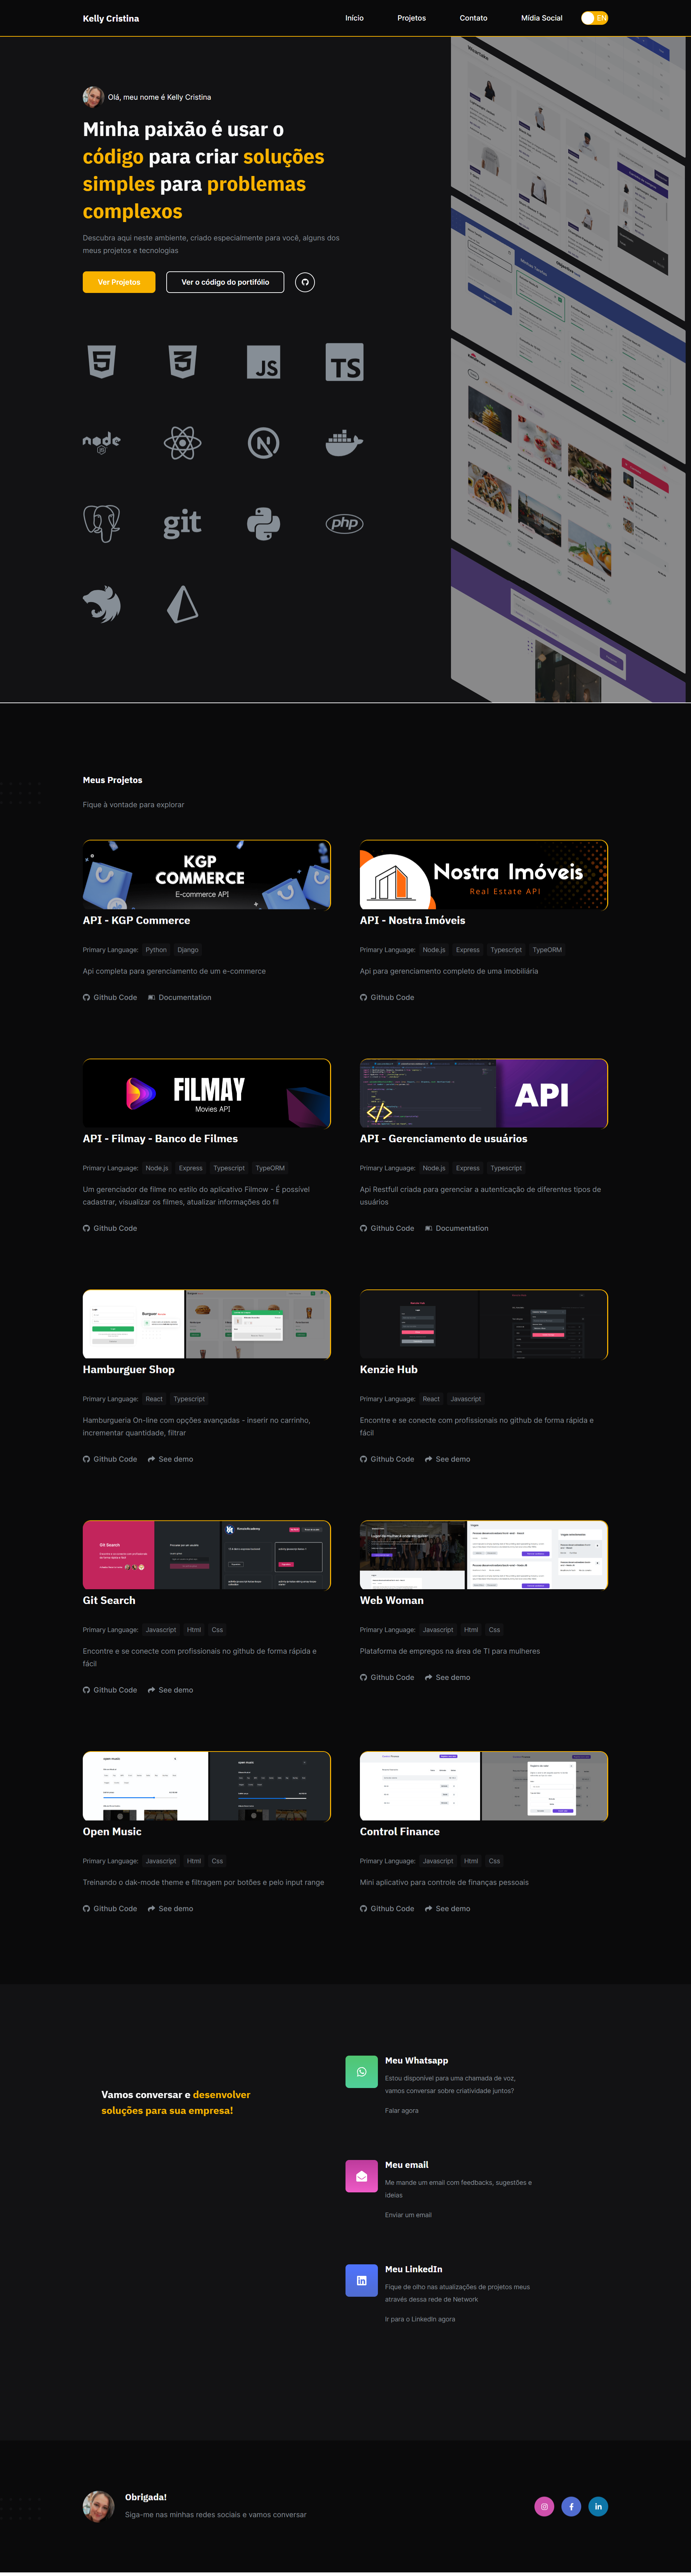 Kelly Cristina
Início
Projetos
Contato
Mídia Social
EN
Olá, meu nome é Kelly Cristina
Minha paixão é usar o
código para criar soluções
simples para problemas
complexos
Descubra aqui neste ambiente, criado especialmente para você, alguns dos
meus projetos e tecnologias
Ver Projetos
Ver o código do portifólio
5
3
JS
TS
node
JS
N
git
php
Meus Projetos
Fique à vontade para explorar
KGP
COMMERCE
E-commerce API
API - KGP Commerce
Primary Language: Python Django
Api completa para gerenciamento de um e-commerce
Github Code
Documentation
Nostra Imóveis
Real Estate API
API - Nostra Imóveis
Primary Language: Node.js Express Typescript TypeORM
Api para gerenciamento completo de uma imobiliária
Github Code
FILMAY
Movies API
API - Filmay - Banco de Filmes
Primary Language: Node.js Express Typescript TypeORM
Um gerenciador de filme no estilo do aplicativo Filmow - É possível
cadastrar, visualizar os filmes, atualizar informações do fil
Github Code
</>
API
API - Gerenciamento de usuários
Primary Language: Node.js Express Typescript
Api Restfull criada para gerenciar a autenticação de diferentes tipos de
usuários
Github Code
Documentation
Hamburguer Shop
Primary Language: React Typescript
Hamburgueria On-line com opções avançadas - inserir no carrinho,
incrementar quantidade, filtrar
Github Code
See demo
Kenzie Hub
Primary Language: React Javascript
Encontre e se conecte com profissionais no github de forma rápida e
fácil
Github Code
See demo
Git Search
Git Search
Primary Language: Javascript Html Css
Encontre e se conecte com profissionais no github de forma rápida e
fácil
Github Code
See demo
Web Woman
Primary Language: Javascript Html Css
Plataforma de empregos na área de TI para mulheres
Github Code
See demo
Open Music
Primary Language: Javascript Html Css
Treinando o dak-mode theme e filtragem por botões e pelo input range
Github Code
See demo
Control Finance
Primary Language: Javascript Html Css
Mini aplicativo para controle de finanças pessoais
Github Code
See demo
Vamos conversar e desenvolver
soluções para sua empresa!
Meu Whatsapp
Estou disponível para uma chamada de voz,
vamos conversar sobre criatividade juntos?
Falar agora
Meu email
Me mande um email com feedbacks, sugestões e
ideias
Enviar um email
Meu LinkedIn
Fique de olho nas atualizações de projetos meus
através dessa rede de Network
Ir para o LinkedIn agora
Obrigada!
Siga-me nas minhas redes sociais e vamos conversar